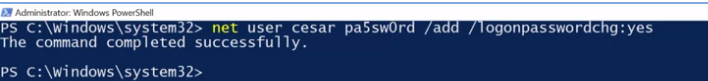 Administrator: Windows PowerShell
PS C:\Windows\system32> net user cesar pa5sw0rd /add /logonpasswordchg:yes
The command completed successfully.
PS C:\Windows\system32>